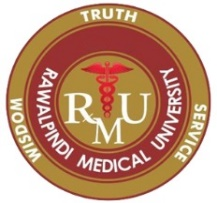 TRUTH
WISDOM
SERVICE
RAWALPINDI MEDICAL UNIVERSITY
RMU